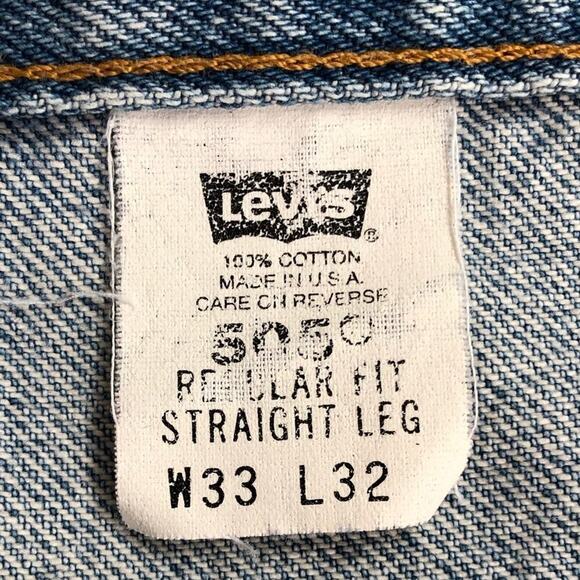 Levi's ®
100% COTTON
MADE IN U.S.A.
CARE ON REVERSE
505®
REGULAR FIT
STRAIGHT LEG
W33 L32